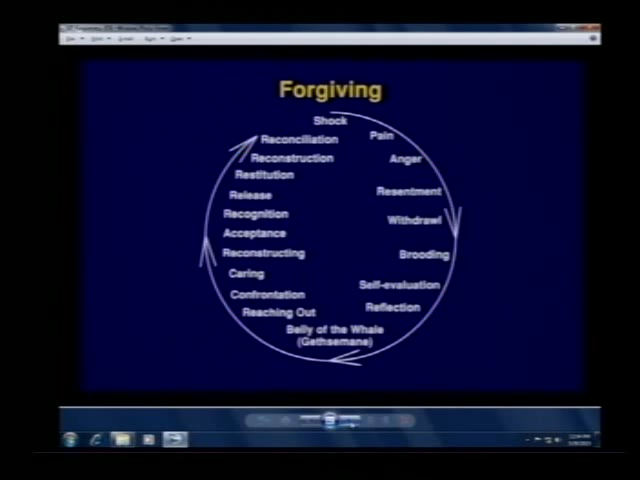 Forgiving
Shock
Pain
Anger
Resentment
Withdrawl
Brooding
Self-evaluation
Reflection
Belly of the Whale
(Gethsemane)
Reaching Out
Confrontation
Caring
Reconstructing
Acceptance
Recognition
Release
Restitution
Reconstruction
Reconciliation